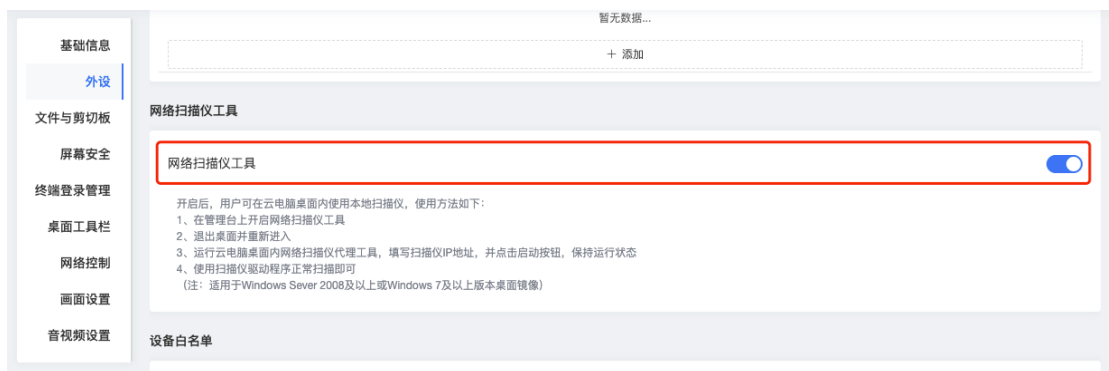 暂无数据...
+ 添加
基础信息
外设
文件与剪切板
屏幕安全
终端登录管理
桌面工具栏
网络控制
画面设置
音视频设置
网络扫描仪工具
网络扫描仪工具
开启后，用户可在云电脑桌面内使用本地扫描仪，使用方法如下：
1、在管理台上开启网络扫描仪工具
2、退出桌面并重新进入
3、运行云电脑桌面内网络扫描仪代理工具，填写扫描仪IP地址，并点击启动按钮，保持运行状态
4、使用扫描仪驱动程序正常扫描即可
（注：适用于Windows Sever 2008及以上或Windows 7及以上版本桌面镜像）
设备白名单